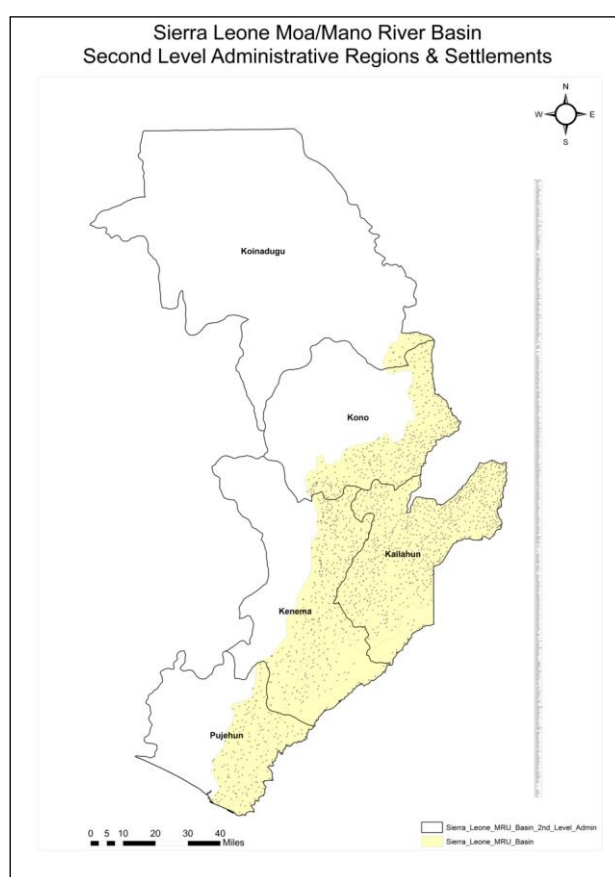 Sierra Leone Moa/Mano River Basin
Second Level Administrative Regions & Settlements
N
W E
S
Koinadugu
Kono
Kailahun
Kenema
Pujehun
0 5 10 20 30 40
Miles
Sierra_Leone_MRU_Basin_2nd_Level_Admin
Sierra_Leone_MRU_Basin